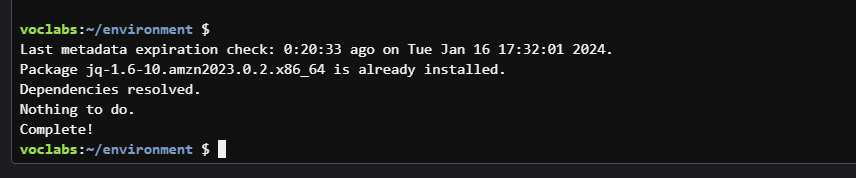 voclabs:~/environment $
Last metadata expiration check: 0:20:33 ago on Tue Jan 16 17:32:01 2024.
Package jq-1.6-10.amzn2023.0.2.x86_64 is already installed.
Dependencies resolved.
Nothing to do.
Complete!
voclabs:~/environment $